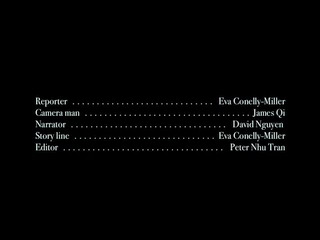 Reporter . . . . . . . . . . . . . . . . . . . . . . . . . . . . . Eva Conelly-Miller
Camera man . . . . . . . . . . . . . . . . . . . . . . . . . . . . . . . . . . James Qi
Narrator . . . . . . . . . . . . . . . . . . . . . . . . . . . . . . . . David Nguyen
Story line . . . . . . . . . . . . . . . . . . . . . . . . . . . . . Eva Conelly-Miller
Editor . . . . . . . . . . . . . . . . . . . . . . . . . . . . . . . . . Peter Nhu Tran